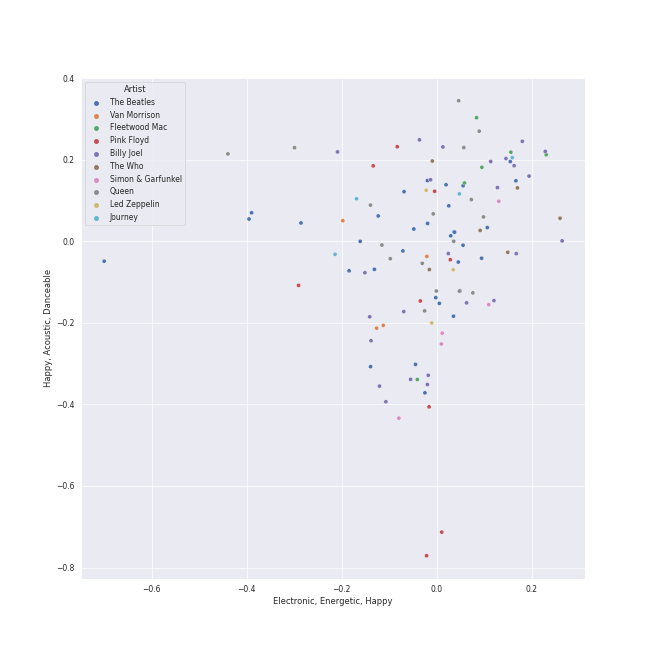 Artist
The Beatles
Van Morrison
Fleetwood Mac
Pink Floyd
Billy Joel
The Who
Simon & Garfunkel
Queen
Led Zeppelin
Journey
0.4
0.2
0.0
−0.2
−0.4
−0.6
−0.8
Happy, Acoustic, Danceable
−0.6 −0.4 −0.2 0.0 0.2
Electronic, Energetic, Happy